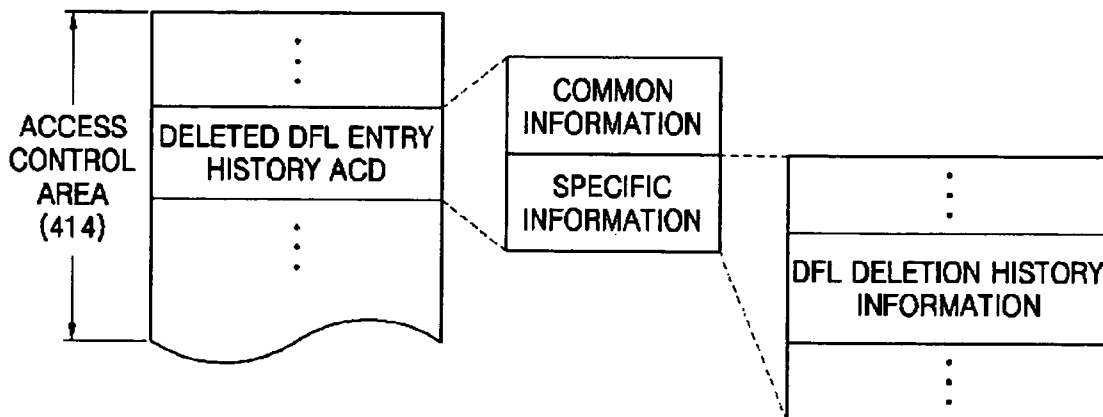 ACCESS
CONTROL
AREA
(414)
DELETED DFL ENTRY
HISTORY ACD
COMMON
INFORMATION
SPECIFIC
INFORMATION
DFL DELETION HISTORY
INFORMATION